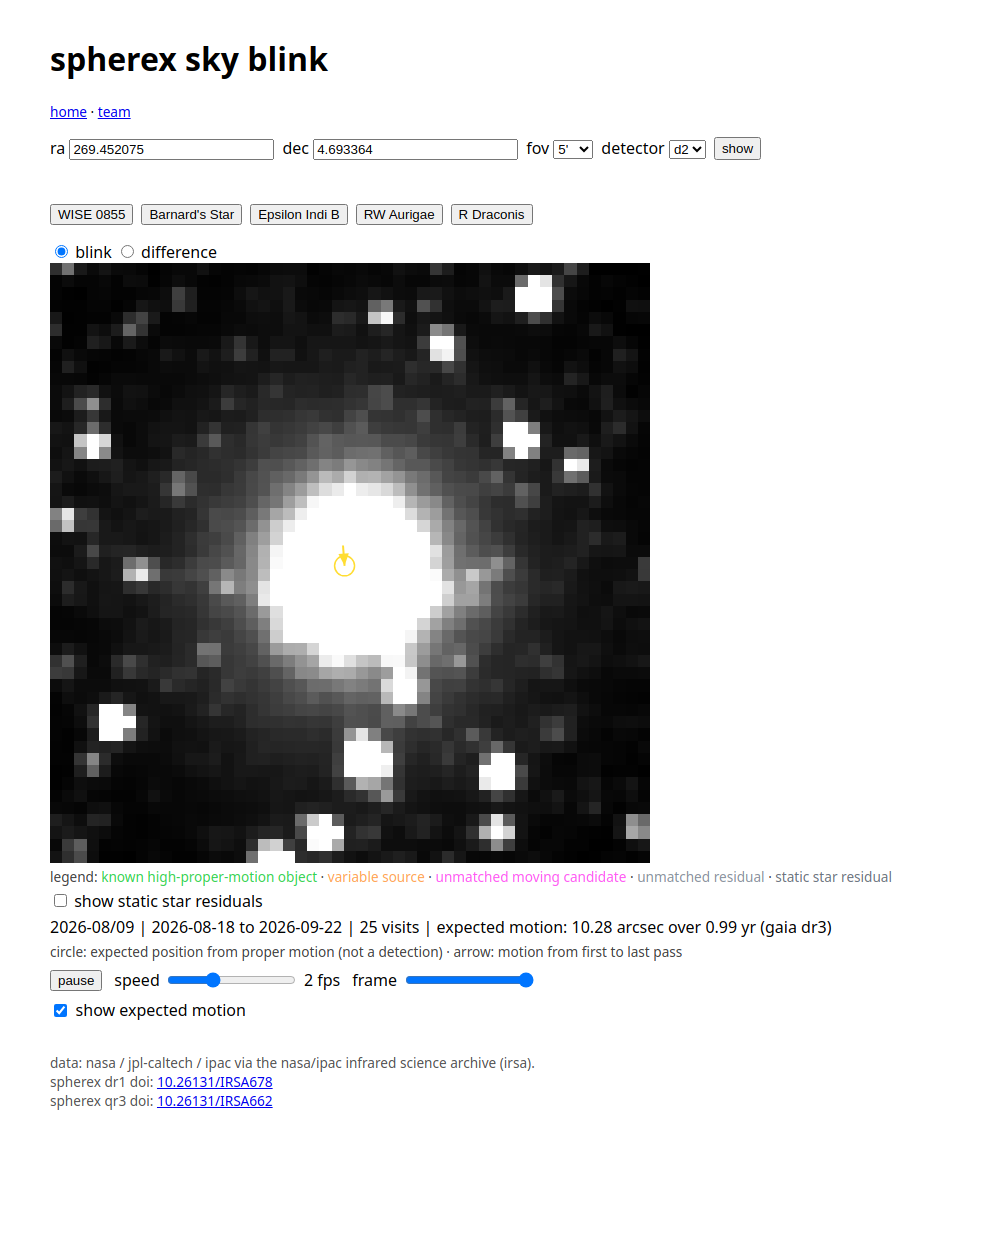 spherex sky blink
home · team
ra 269.452075 dec 4.693364 fov 5' detector d2 show
WISE 0855 Barnard's Star Epsilon Indi B RW Aurigae R Draconis
blink difference
legend: known high-proper-motion object · variable source · unmatched moving candidate · unmatched residual · static star residual
show static star residuals
2026-08/09 | 2026-08-18 to 2026-09-22 | 25 visits | expected motion: 10.28 arcsec over 0.99 yr (gaia dr3)
circle: expected position from proper motion (not a detection) · arrow: motion from first to last pass
pause speed 2 fps frame
show expected motion
data: nasa / jpl-caltech / ipac via the nasa/ipac infrared science archive (irsa).
spherex dr1 doi: 10.26131/IRSA678
spherex qr3 doi: 10.26131/IRSA662